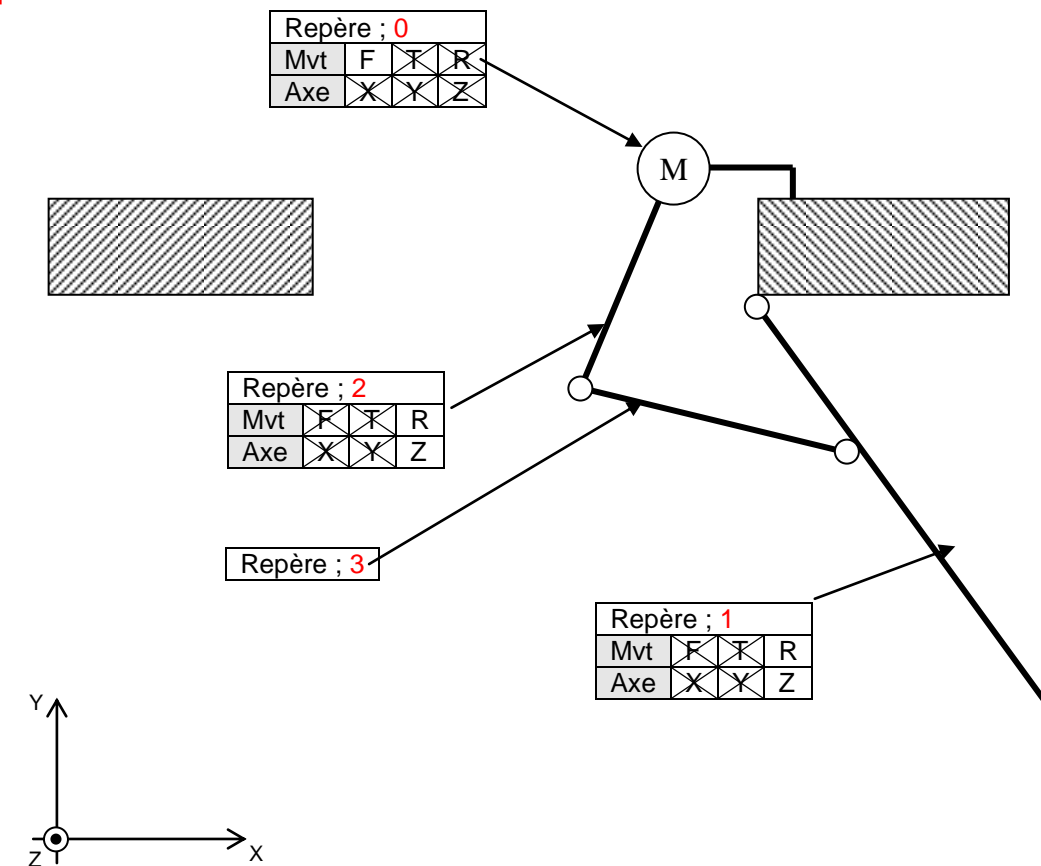 Repère ; 0
Mvt F T R
Axe X Y Z
M
Repère ; 2
Mvt F T R
Axe X Y Z
Repère ; 3
Repère ; 1
Mvt F T R
Axe X Y Z
Y
Z
X